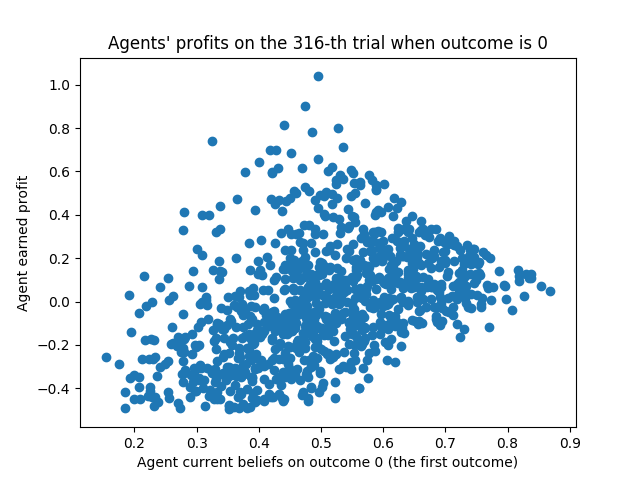 Agents' profits on the 316-th trial when outcome is 0
1.0
0.8
0.6
0.4
0.2
0.0
−0.2
−0.4
Agent earned profit
0.2 0.3 0.4 0.5 0.6 0.7 0.8 0.9
Agent current beliefs on outcome 0 (the first outcome)